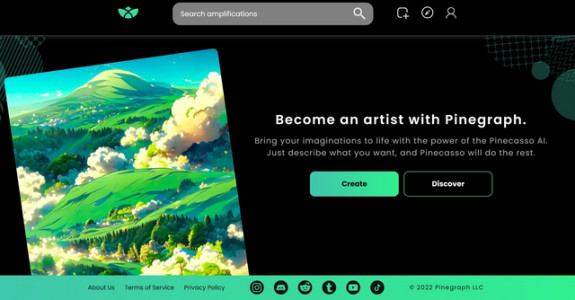 Search amplifications
Become an artist with Pinegraph.
Bring your imaginations to life with the power of the Pinecasso AI.
Just describe what you want, and Pinecasso will do the rest.
Create
Discover
About Us
Terms of Service
Privacy Policy
© 2022 Pinegraph LLC